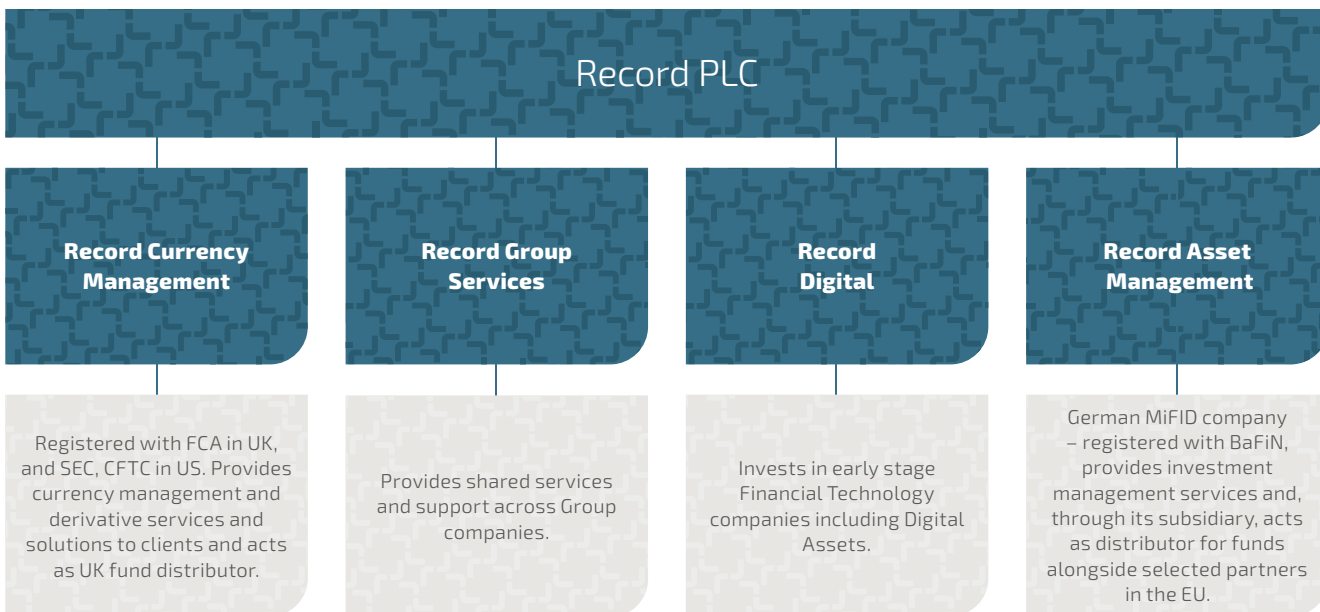 Record PLC
Record Currency
Management
Record Group
Services
Record
Digital
Record Asset
Management
Registered with FCA in UK,
and SEC, CFTC in US. Provides
currency management and
derivative services and
solutions to clients and acts
as UK fund distributor.
Provides shared services
and support across Group
companies.
Invests in early stage
Financial Technology
companies including Digital
Assets.
German MiFID company
– registered with BaFiN,
provides investment
management services and,
through its subsidiary, acts
as distributor for funds
alongside selected partners
in the EU.